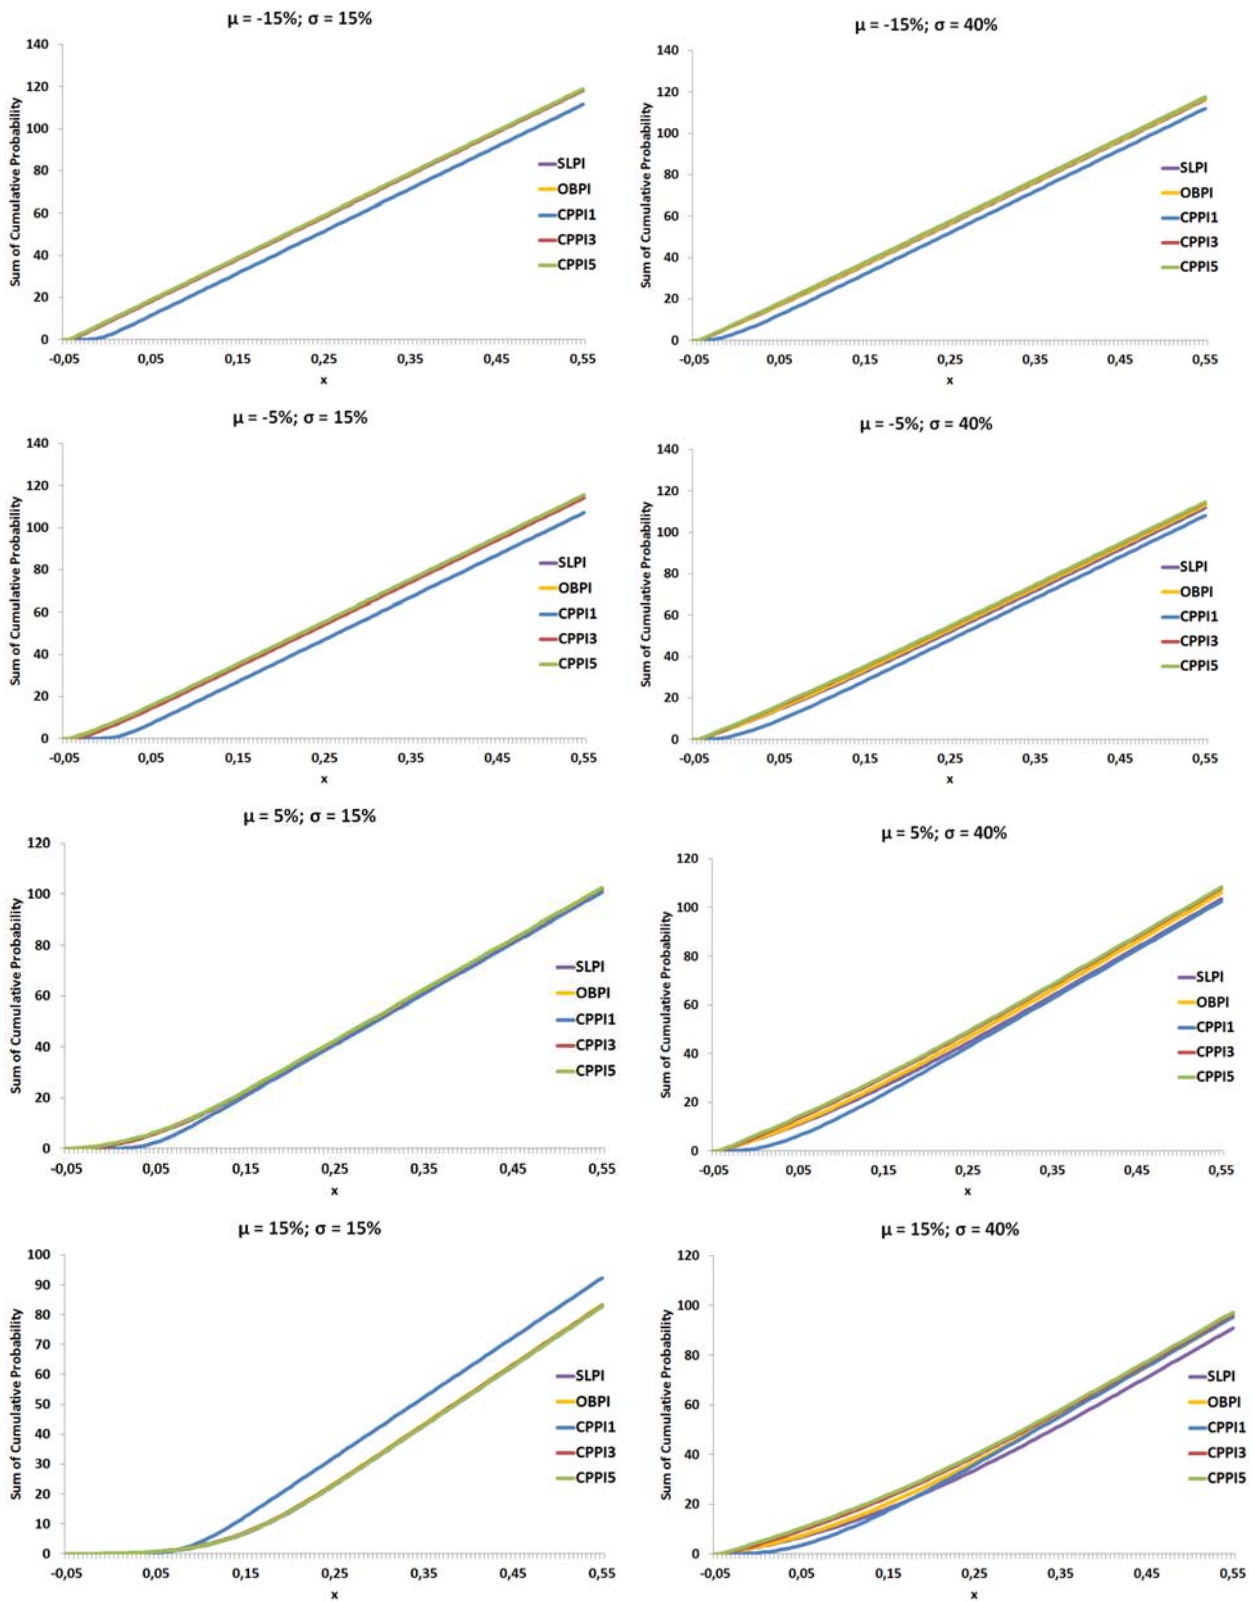 μ = -15%; σ = 15%
Sum of Cumulative Probability
140
120
100
80
60
40
20
0
-0,05 0,05 0,15 0,25 0,35 0,45 0,55
x
SLPI
OBPI
CPPI1
CPPI3
CPPI5
μ = -15%; σ = 40%
Sum of Cumulative Probability
140
120
100
80
60
40
20
0
-0,05 0,05 0,15 0,25 0,35 0,45 0,55
x
SLPI
OBPI
CPPI1
CPPI3
CPPI5
μ = -5%; σ = 15%
Sum of Cumulative Probability
140
120
100
80
60
40
20
0
-0,05 0,05 0,15 0,25 0,35 0,45 0,55
x
SLPI
OBPI
CPPI1
CPPI3
CPPI5
μ = -5%; σ = 40%
Sum of Cumulative Probability
140
120
100
80
60
40
20
0
-0,05 0,05 0,15 0,25 0,35 0,45 0,55
x
SLPI
OBPI
CPPI1
CPPI3
CPPI5
μ = 5%; σ = 15%
Sum of Cumulative Probability
120
100
80
60
40
20
0
-0,05 0,05 0,15 0,25 0,35 0,45 0,55
x
SLPI
OBPI
CPPI1
CPPI3
CPPI5
μ = 5%; σ = 40%
Sum of Cumulative Probability
120
100
80
60
40
20
0
-0,05 0,05 0,15 0,25 0,35 0,45 0,55
x
SLPI
OBPI
CPPI1
CPPI3
CPPI5
μ = 15%; σ = 15%
Sum of Cumulative Probability
100
90
80
70
60
50
40
30
20
10
0
-0,05 0,05 0,15 0,25 0,35 0,45 0,55
x
SLPI
OBPI
CPPI1
CPPI3
CPPI5
μ = 15%; σ = 40%
Sum of Cumulative Probability
120
100
80
60
40
20
0
-0,05 0,05 0,15 0,25 0,35 0,45 0,55
x
SLPI
OBPI
CPPI1
CPPI3
CPPI5